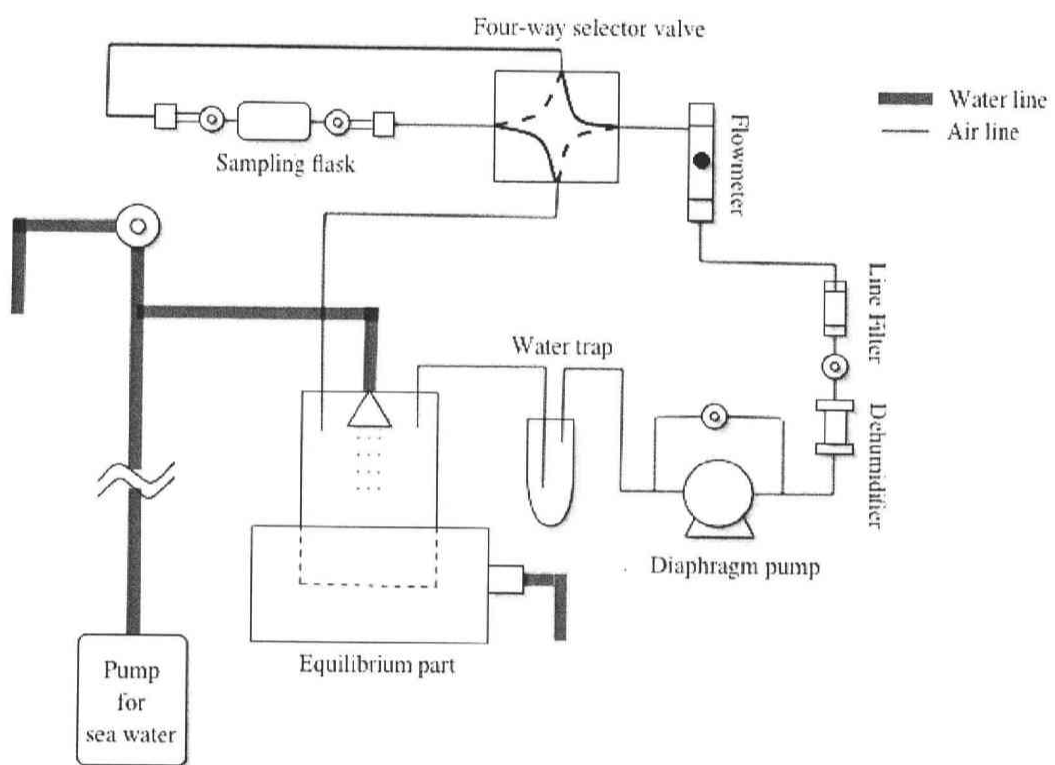 Four-way selector valve
Water line
Air line
Sampling flask
Flowmeter
Line Filter
Water trap
Dehumidifier
Diaphragm pump
Equilibrium part
Pump
for
sea water